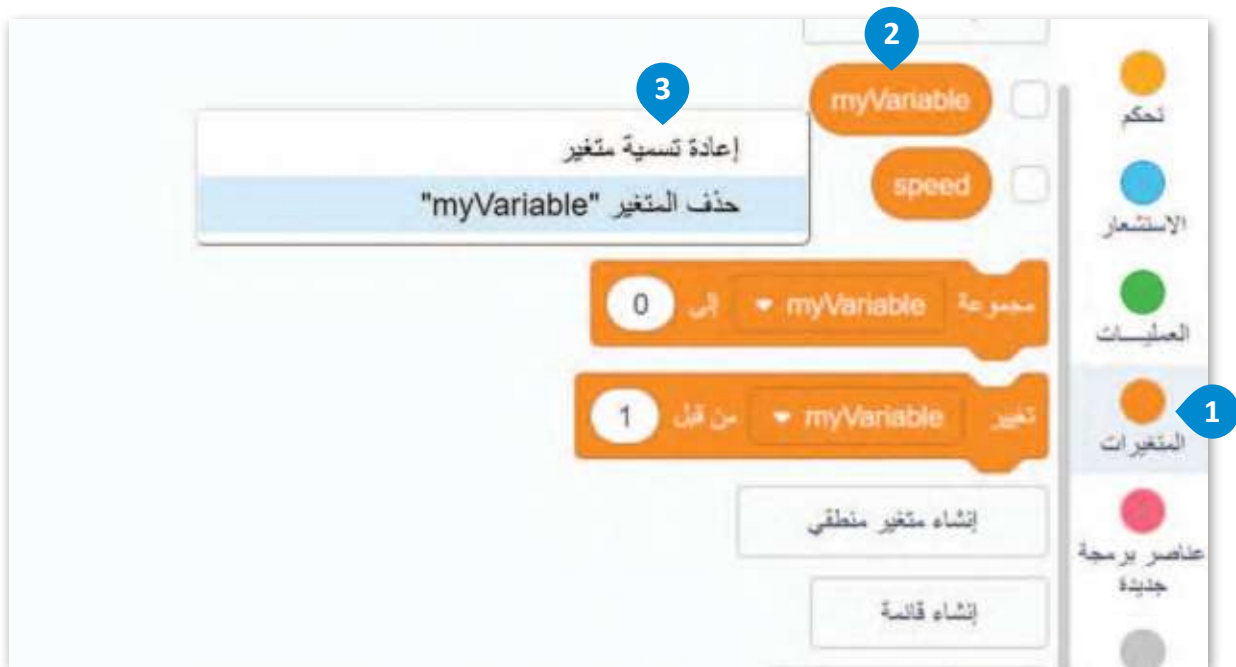 2
myVariable
تحكم
3
إعادة تسمية متغير
speed
حذف المتغير "myVariable"
الاستشعار
مجموعة myVariable إلى 0
العمليـــات
تغيير myVariable من قبل 1
1
المتغيرات
إنشاء متغير منطقي
عناصر برمجة
جديدة
إنشاء قائمة